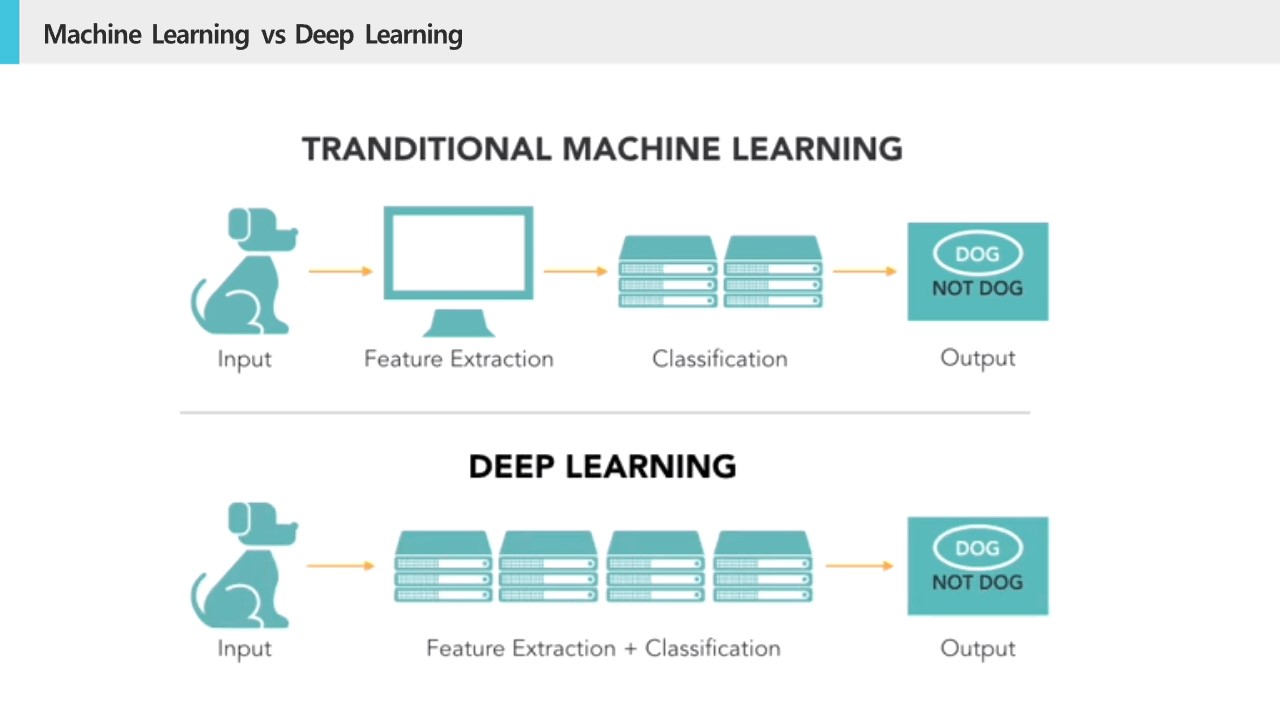 Machine Learning vs Deep Learning
TRANDITIONAL MACHINE LEARNING
DOG
NOT DOG
Input
Feature Extraction
Classification
Output
DEEP LEARNING
DOG
NOT DOG
Input
Feature Extraction + Classification
Output